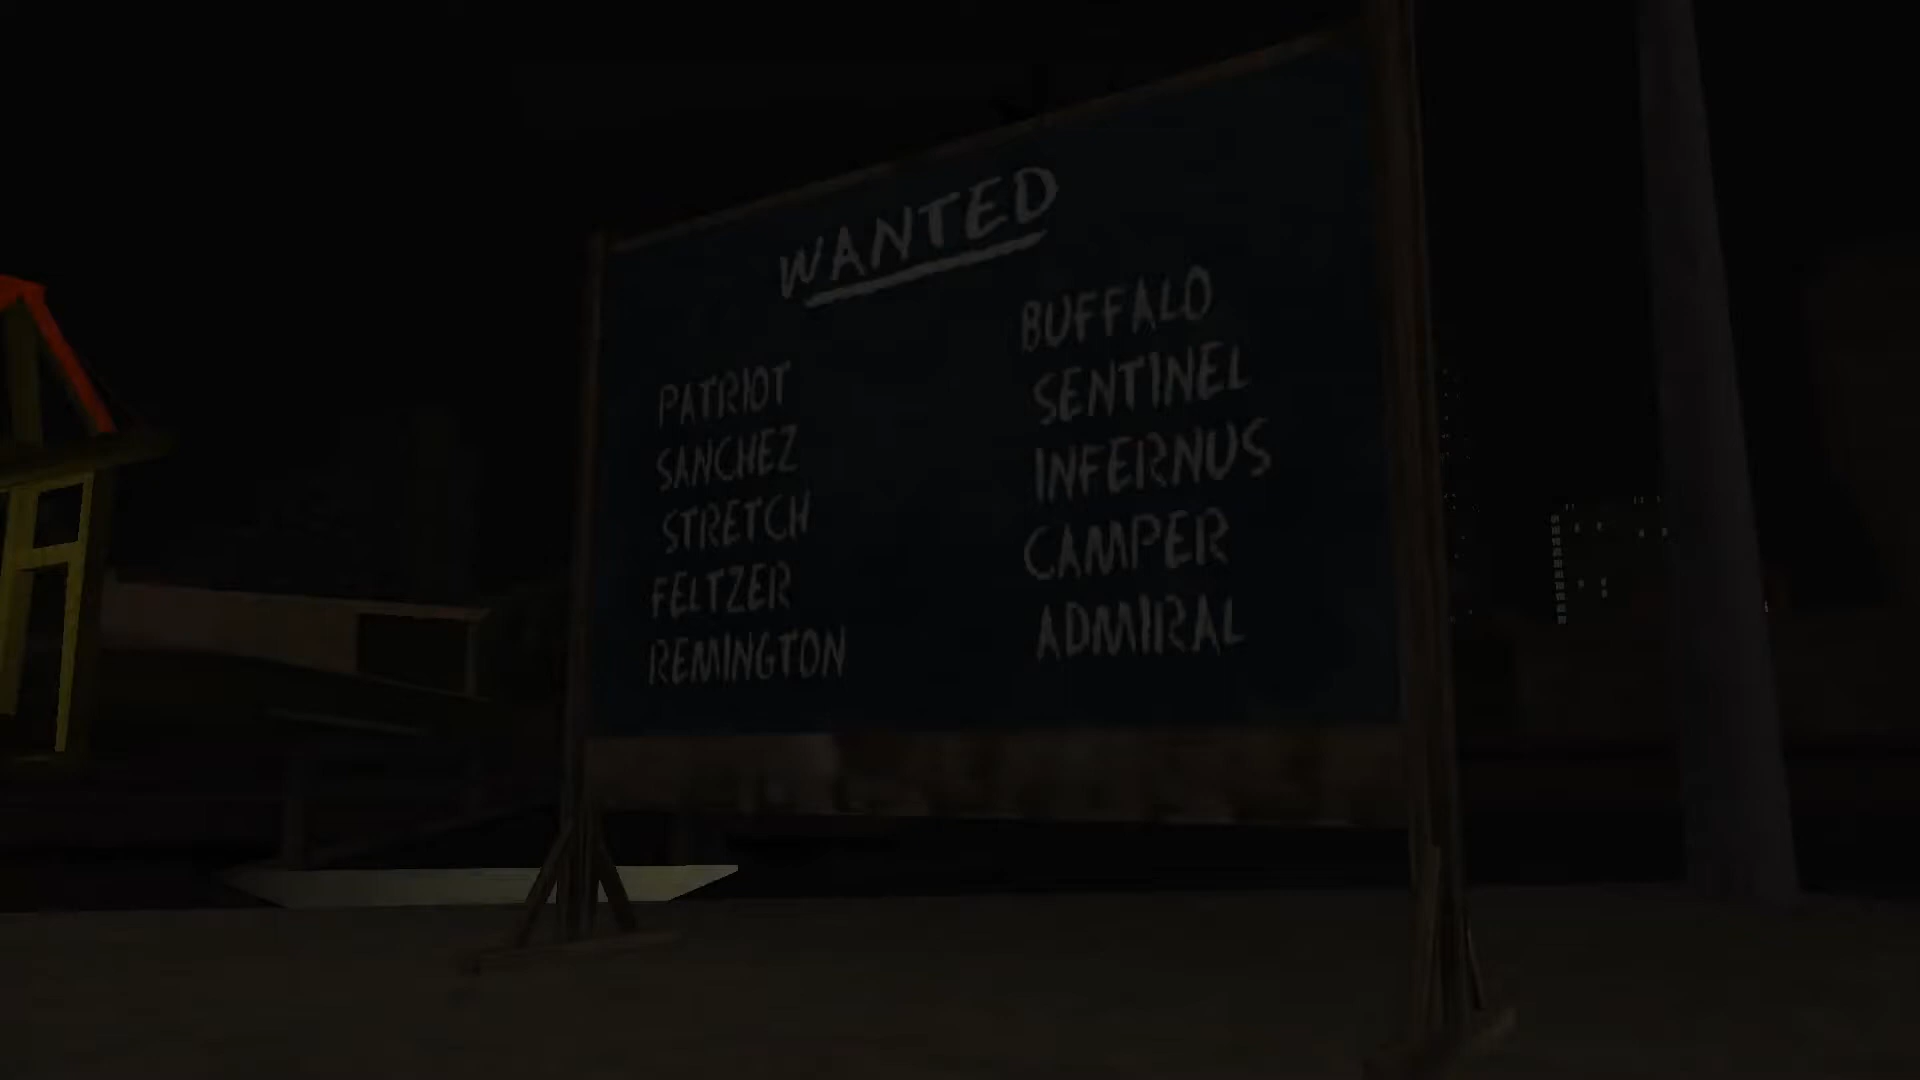 WANTED
PATRIOT
SANCHEZ
STRETCH
FELTZER
REMINGTON
BUFFALO
SENTINEL
INFERNUS
CAMPER
ADMIRAL